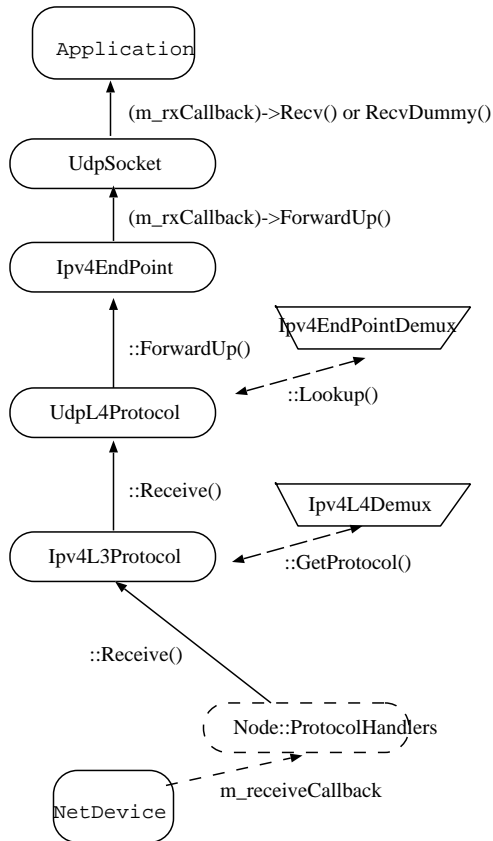 Application
(m_rxCallback)->Recv() or RecvDummy()
UdpSocket
(m_rxCallback)->ForwardUp()
Ipv4EndPoint
Ipv4EndPointDemux
::ForwardUp()
::Lookup()
UdpL4Protocol
::Receive()
Ipv4L4Demux
Ipv4L3Protocol
::GetProtocol()
::Receive()
Node::ProtocolHandlers
m_receiveCallback
NetDevice